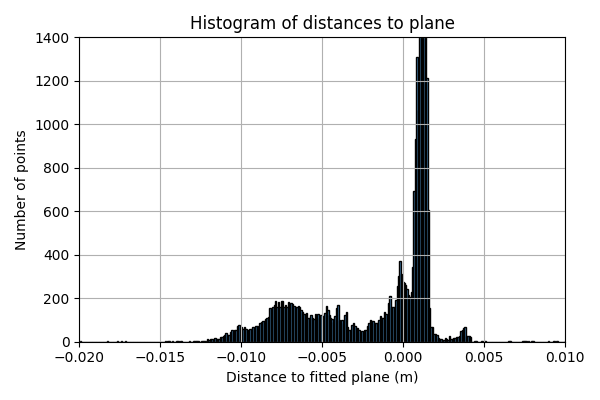 Histogram of distances to plane
Number of points
1400
1200
1000
800
600
400
200
0
−0.020 −0.015 −0.010 −0.005 0.000 0.005 0.010
Distance to fitted plane (m)